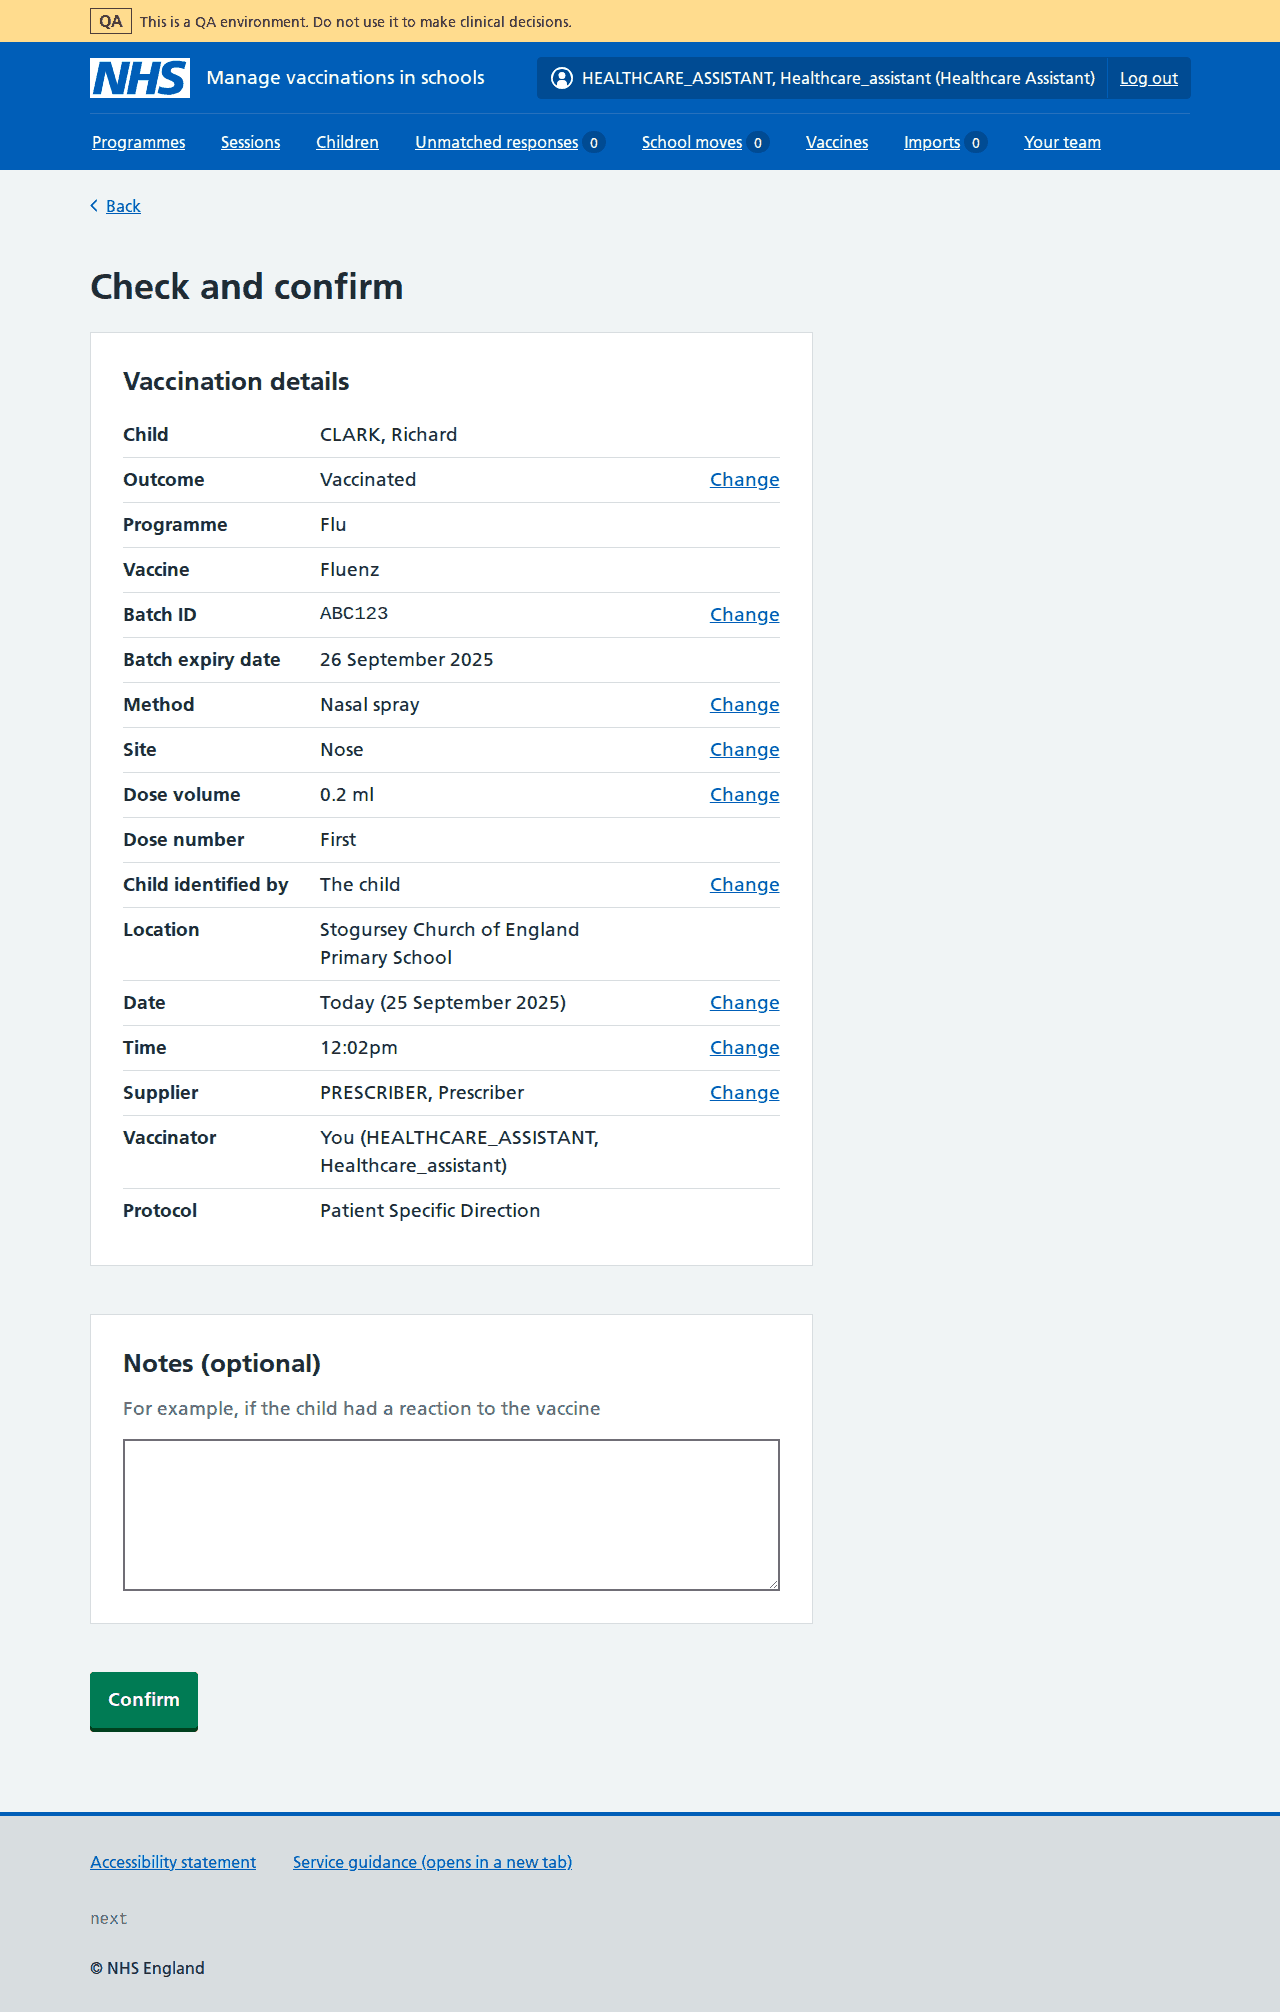 QA This is a QA environment. Do not use it to make clinical decisions.
NHS Manage vaccinations in schools HEALTHCARE_ASSISTANT, Healthcare_assistant (Healthcare Assistant) Log out
Programmes Sessions Children Unmatched responses 0 School moves 0 Vaccines Imports 0 Your team
Back
Check and confirm
Vaccination details
Child CLARK, Richard
Outcome Vaccinated Change
Programme Flu
Vaccine Fluenz
Batch ID ABC123 Change
Batch expiry date 26 September 2025
Method Nasal spray Change
Site Nose Change
Dose volume 0.2 ml Change
Dose number First
Child identified by The child Change
Location Stogursey Church of England
Primary School
Date Today (25 September 2025) Change
Time 12:02pm Change
Supplier PRESCRIBER, Prescriber Change
Vaccinator You (HEALTHCARE_ASSISTANT,
Healthcare_assistant)
Protocol Patient Specific Direction
Notes (optional)
For example, if the child had a reaction to the vaccine
Confirm
Accessibility statement Service guidance (opens in a new tab)
next
© NHS England